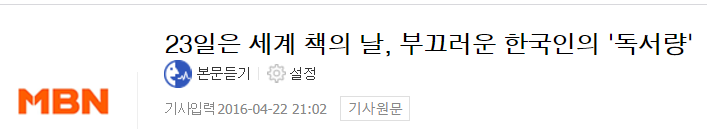 23일은 세계 책의 날, 부끄러운 한국인의 '독서량'
본문듣기 설정
MBN
기사입력 2016-04-22 21:02 기사원문